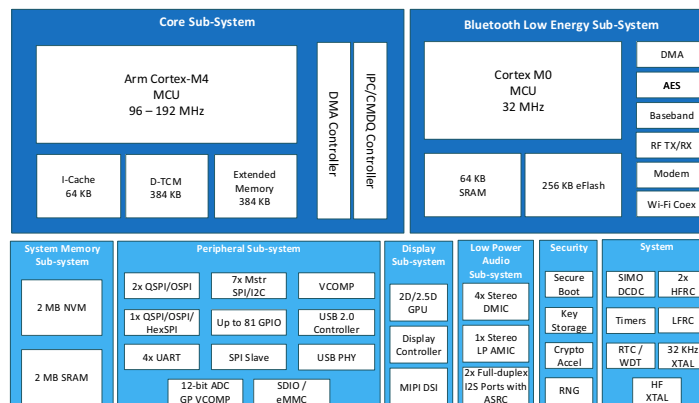 Core Sub-System
Arm Cortex-M4
MCU
96 – 192 MHz
I-Cache
64 KB
D-TCM
384 KB
Extended
Memory
384 KB
DMA Controller
IPC/CMDQ Controller
Bluetooth Low Energy Sub-System
Cortex M0
MCU
32 MHz
64 KB
SRAM
256 KB eFlash
DMA
AES
Baseband
RF TX/RX
Modem
Wi-Fi Coex
System Memory
Sub-system
2 MB NVM
2 MB SRAM
Peripheral Sub-system
2x QSPI/OSPI
7x Mstr
SPI/I2C
VCOMP
1x QSPI/OSPI/
HexSPI
Up to 81 GPIO
USB 2.0
Controller
4x UART
SPI Slave
USB PHY
12-bit ADC
GP VCOMP
SDIO /
eMMC
Display
Sub-system
2D/2.5D
GPU
Display
Controller
MIPI DSI
Low Power
Audio
Sub-system
4x Stereo
DMIC
1x Stereo
LP AMIC
2x Full-duplex
I2S Ports with
ASRC
Security
Secure
Boot
Key
Storage
Crypto
Accel
RNG
System
SIMO
DCDC
2x
HFRC
Timers
LFRC
RTC /
WDT
32 KHz
XTAL
HF
XTAL